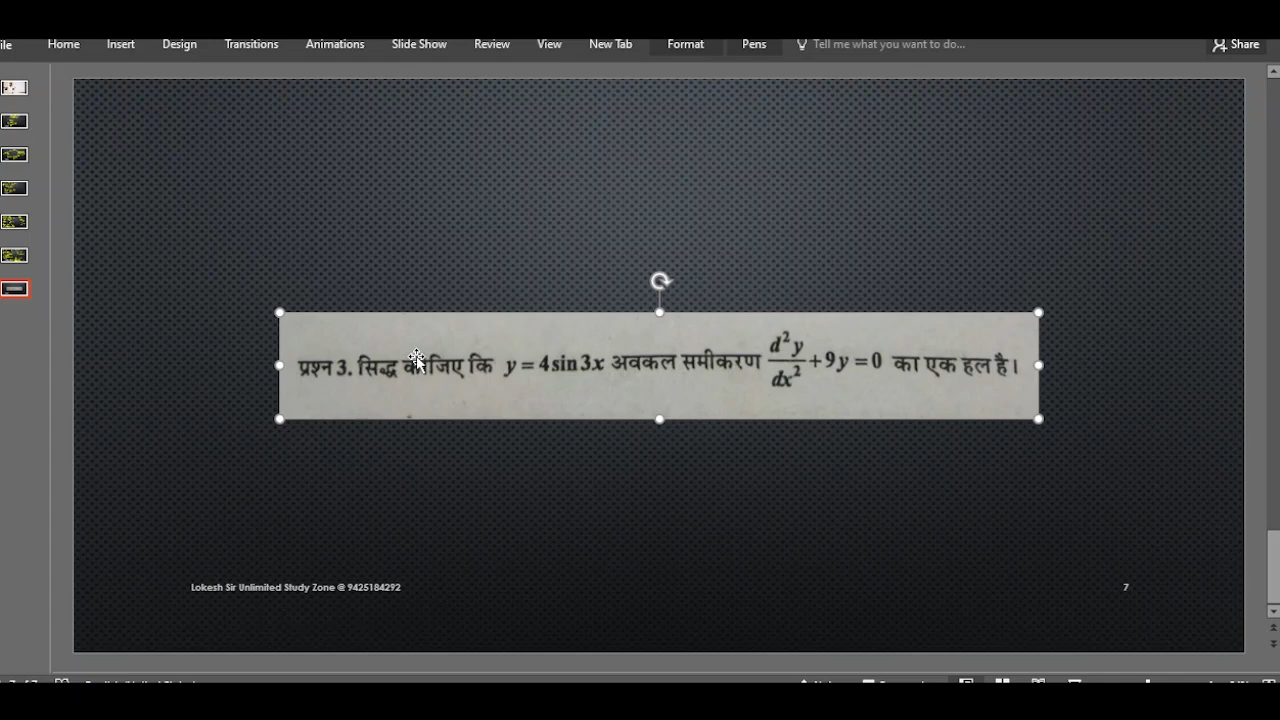 ile Home Insert Design Transitions Animations Slide Show Review View New Tab Format Pens Tell me what you want to do... Share
प्रश्न 3. सिद्ध कीजिए कि y = 4 sin 3x अवकल समीकरण d²y/dx² + 9y = 0 का एक हल है।
Lokesh Sir Unlimited Study Zone @ 9425184292 7